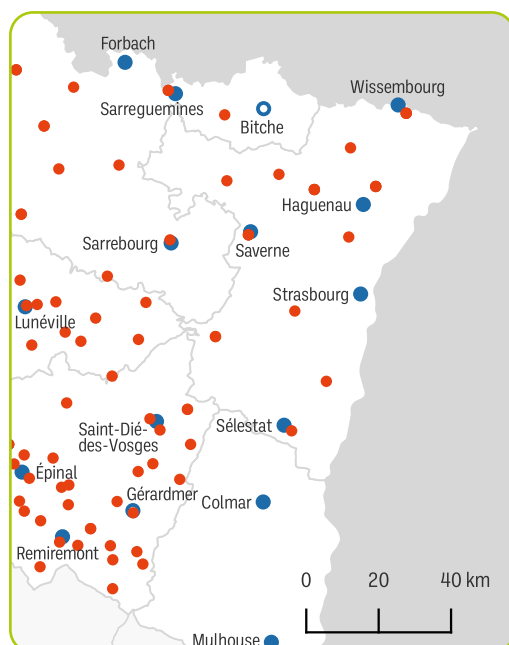 Forbach
Wissembourg
Sarreguemines
Bitche
Haguenau
Sarrebourg
Saverne
Strasbourg
Lunéville
Saint-Dié-
des-Vosges
Sélestat
Épinal
Gérardmer
Colmar
Remiremont
0 20 40 km
Mulhouse